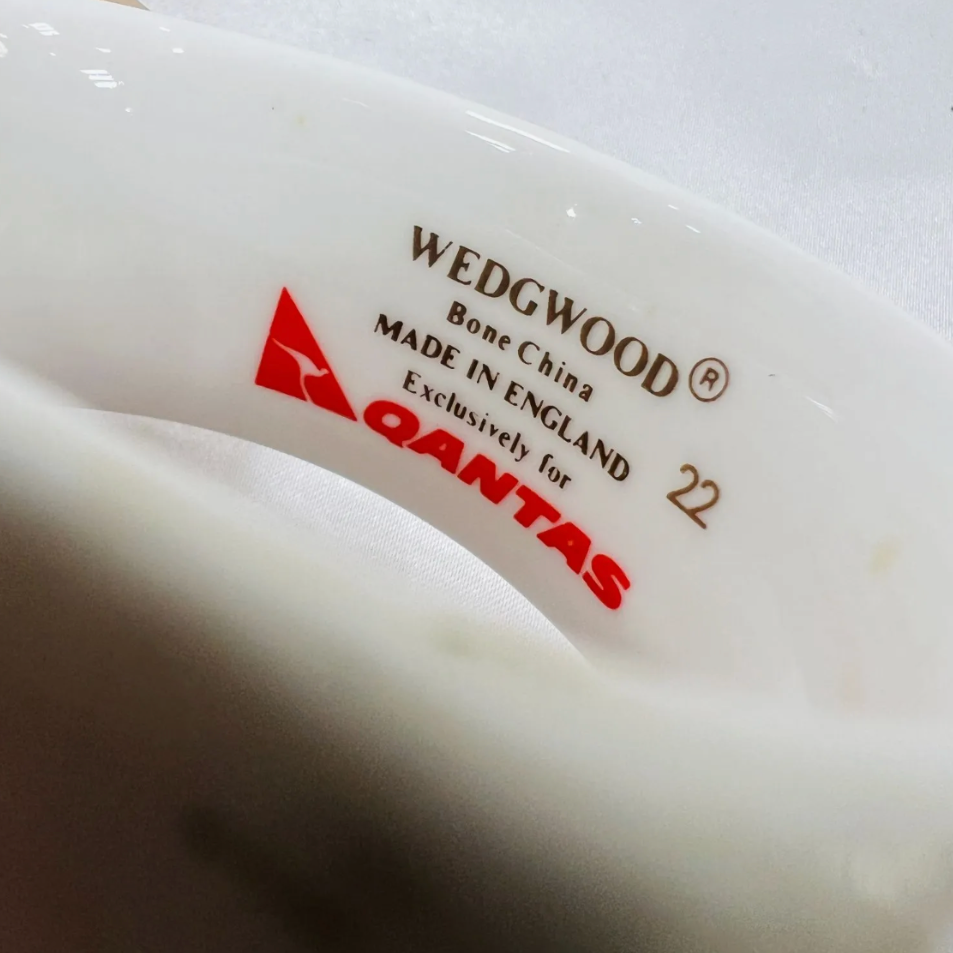 WEDGWOOD®
Bone China
MADE IN ENGLAND
Exclusively for
QANTAS
22